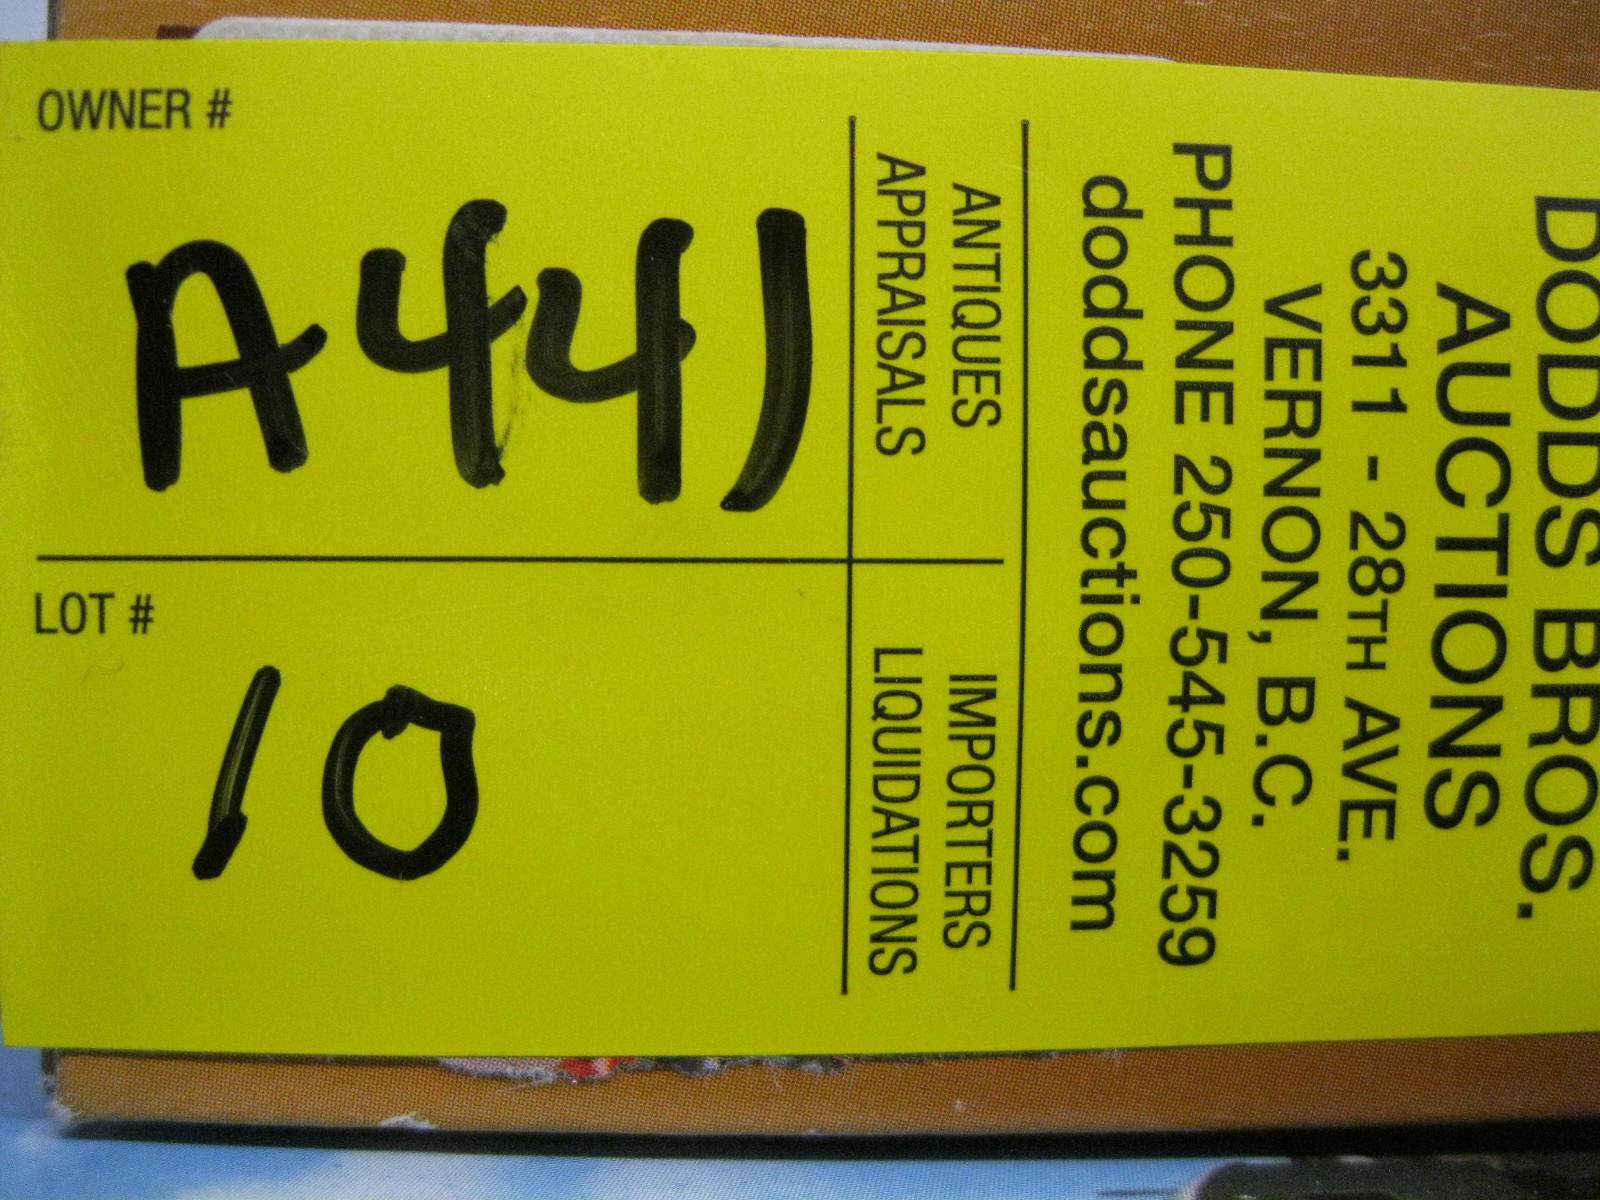 DODDS BROS.
AUCTIONS
3311 - 28TH AVE.
VERNON, B.C.
PHONE 250-545-3259
doddsauctions.com
ANTIQUES
APPRAISALS
IMPORTERS
LIQUIDATIONS
OWNER #
A441
LOT #
10